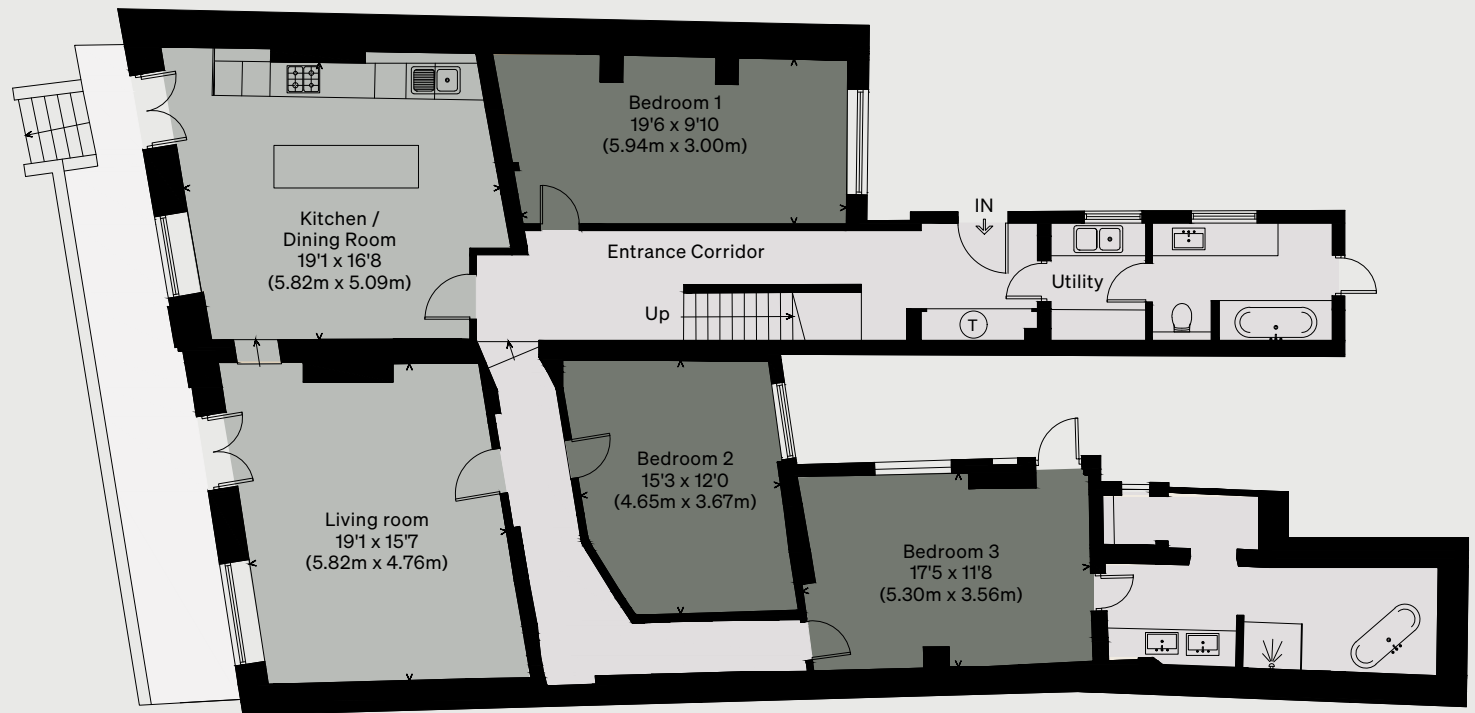 Bedroom 1
19'6 x 9'10
(5.94m x 3.00m)
Kitchen /
Dining Room
19'1 x 16'8
(5.82m x 5.09m)
IN
Entrance Corridor
Utility
Up
T
Bedroom 2
15'3 x 12'0
(4.65m x 3.67m)
Living room
19'1 x 15'7
(5.82m x 4.76m)
Bedroom 3
17'5 x 11'8
(5.30m x 3.56m)